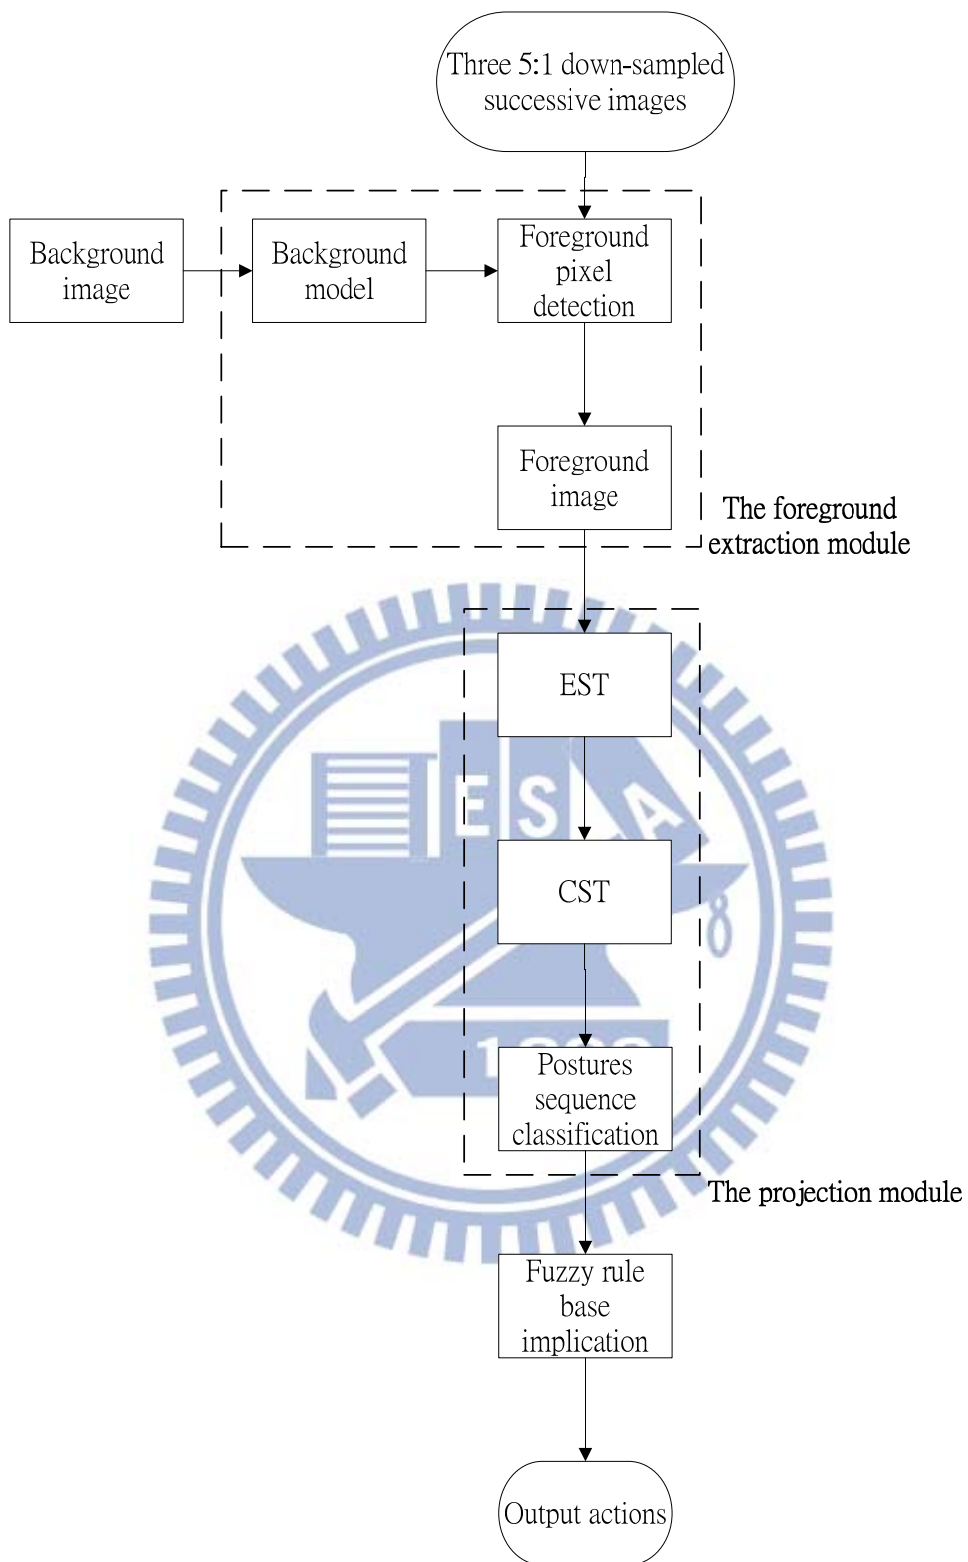 Three 5:1 down-sampled
successive images
Background
image
Background
model
Foreground
pixel
detection
Foreground
image
The foreground
extraction module
EST
E S A
CST
Postures
sequence
classification
The projection module
Fuzzy rule
base
implication
Output actions